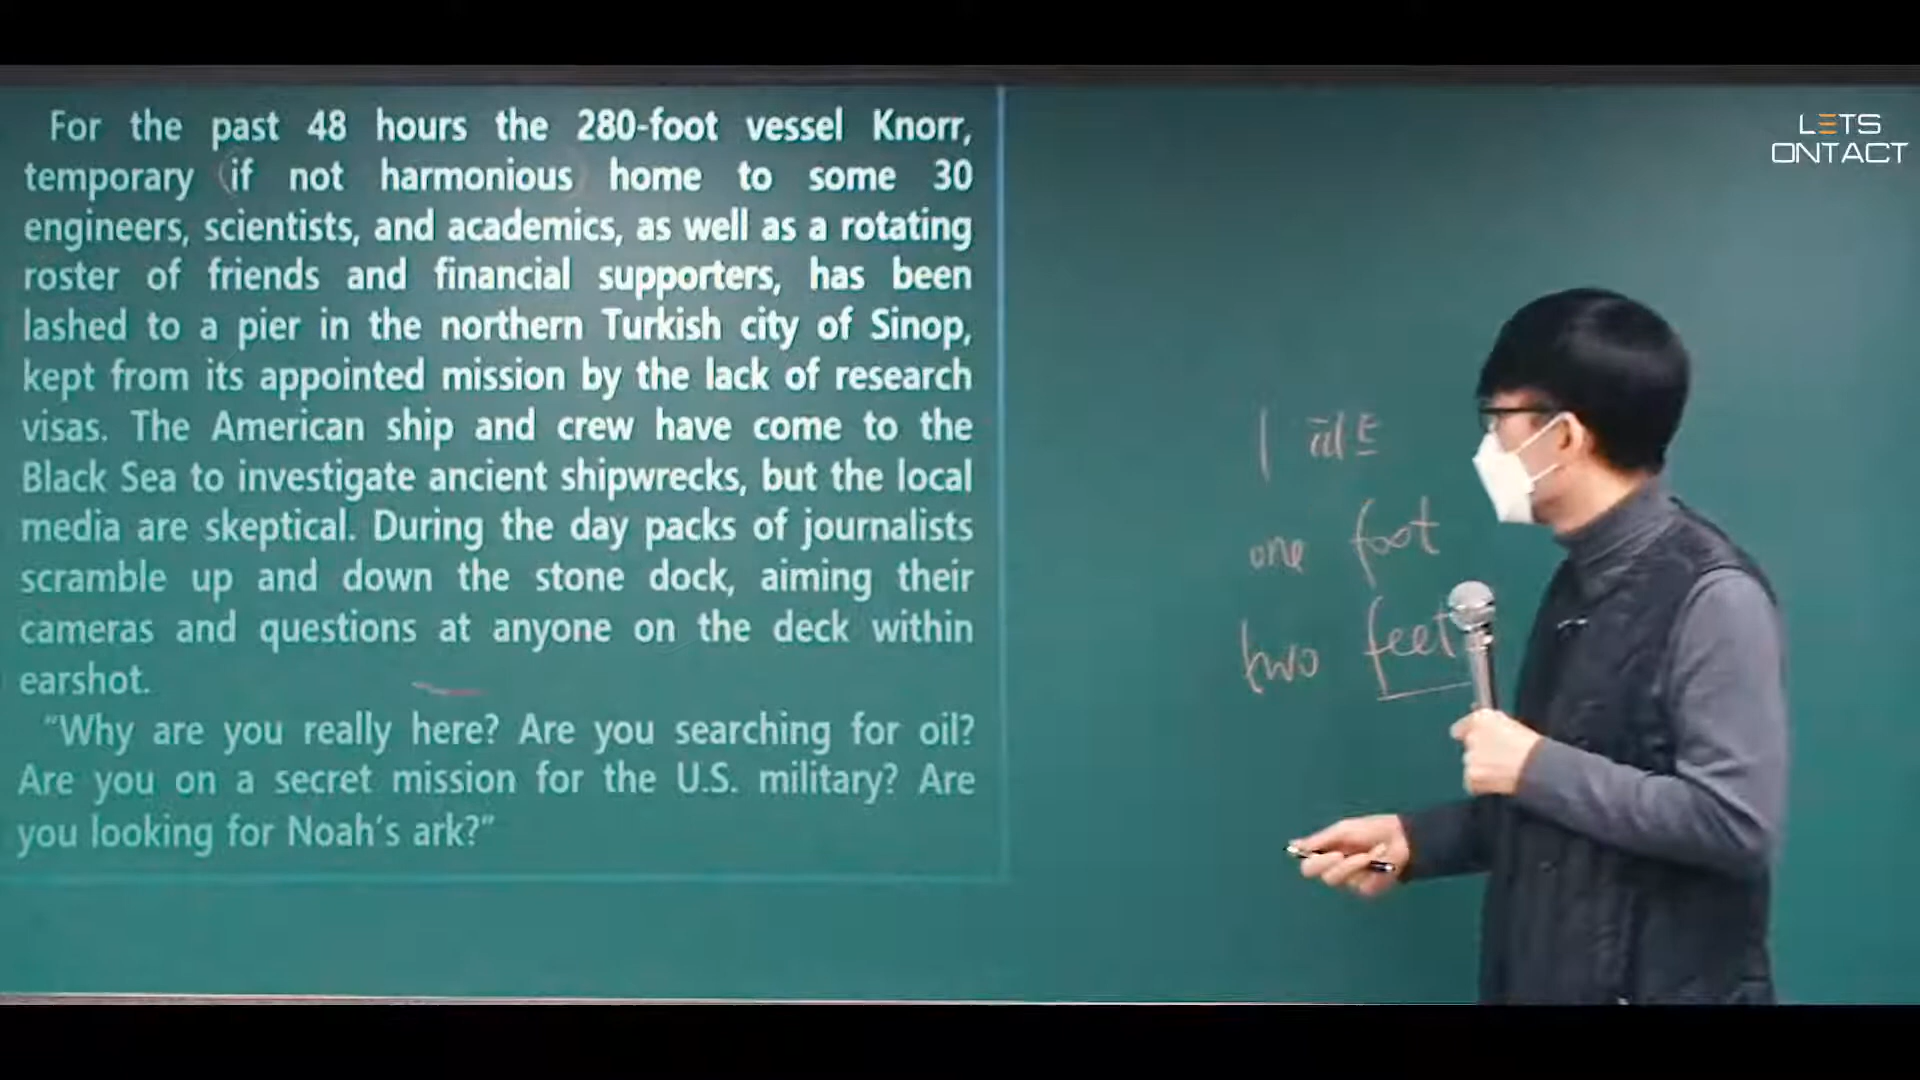 For the past 48 hours the 280-foot vessel Knorr,
temporary (if not harmonious) home to some 30
engineers, scientists, and academics, as well as a rotating
roster of friends and financial supporters, has been
lashed to a pier in the northern Turkish city of Sinop,
kept from its appointed mission by the lack of research
visas. The American ship and crew have come to the
Black Sea to investigate ancient shipwrecks, but the local
media are skeptical. During the day packs of journalists
scramble up and down the stone dock, aiming their
cameras and questions at anyone on the deck within
earshot.
"Why are you really here? Are you searching for oil?
Are you on a secret mission for the U.S. military? Are
you looking for Noah's ark?"
LETS
ONTACT
1 피트
one foot
two feet